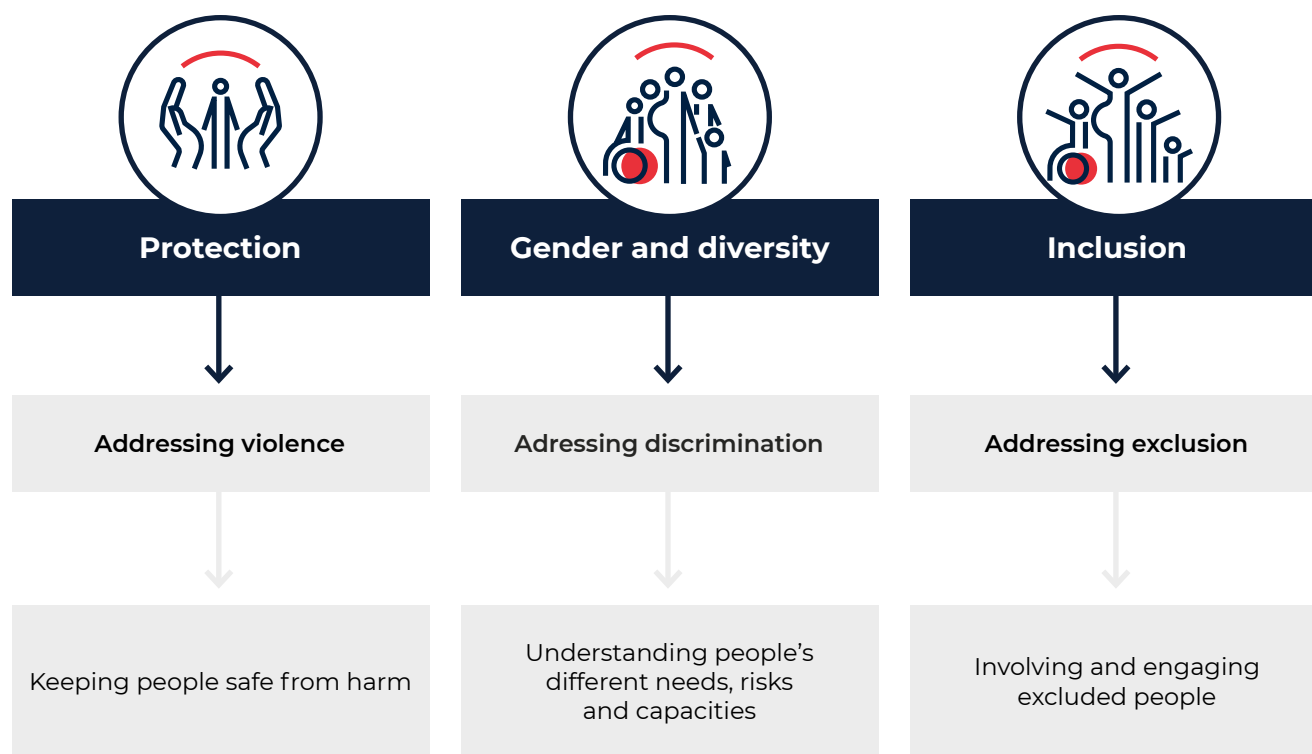 Protection
Gender and diversity
Inclusion
Addressing violence
Adressing discrimination
Addressing exclusion
Keeping people safe from harm
Understanding people’s
different needs, risks
and capacities
Involving and engaging
excluded people